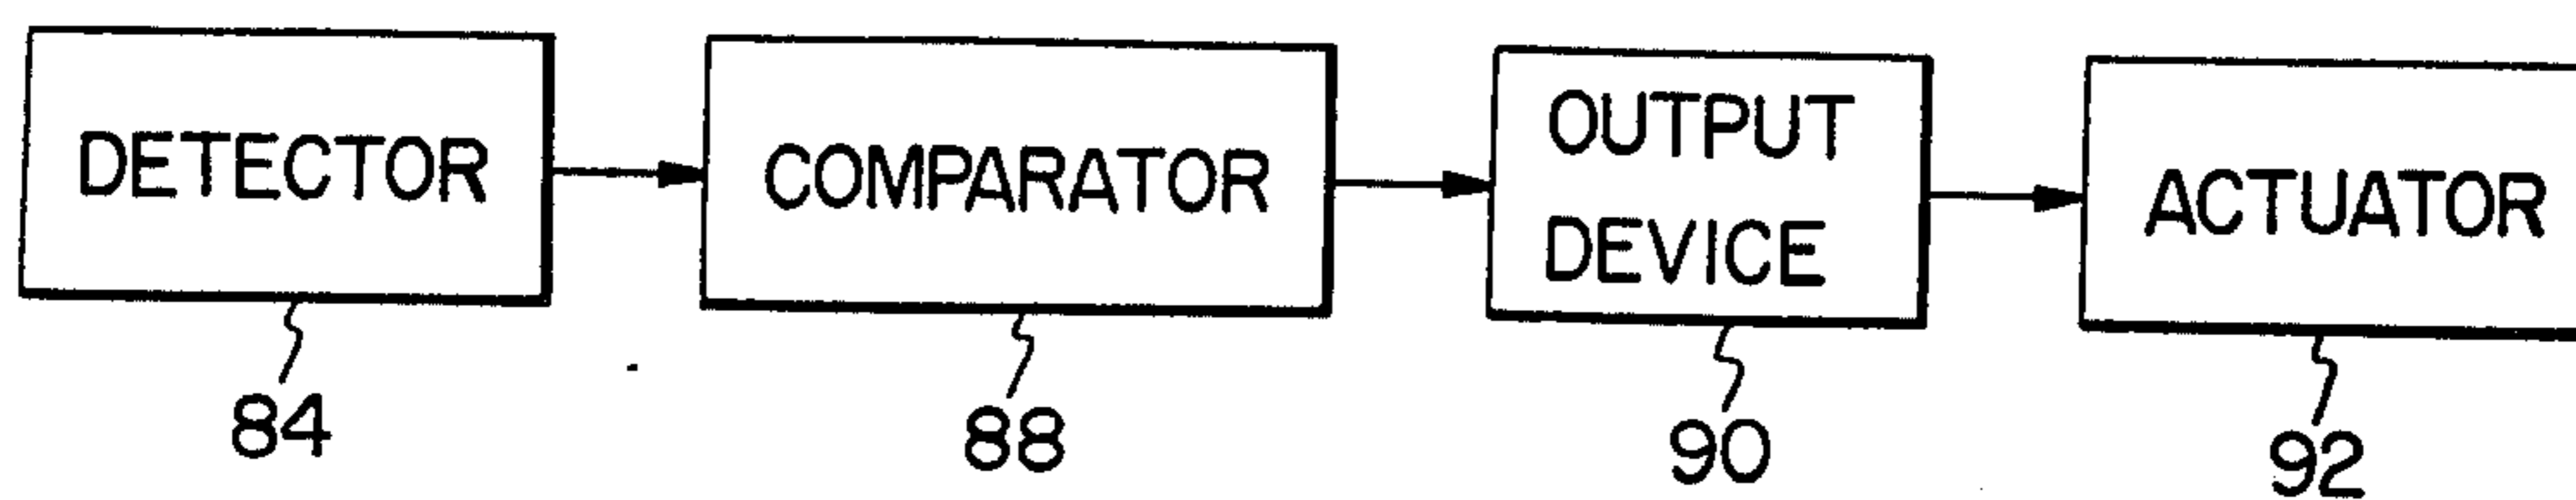 DETECTOR
COMPARATOR
OUTPUT
DEVICE
ACTUATOR
84
88
90
92